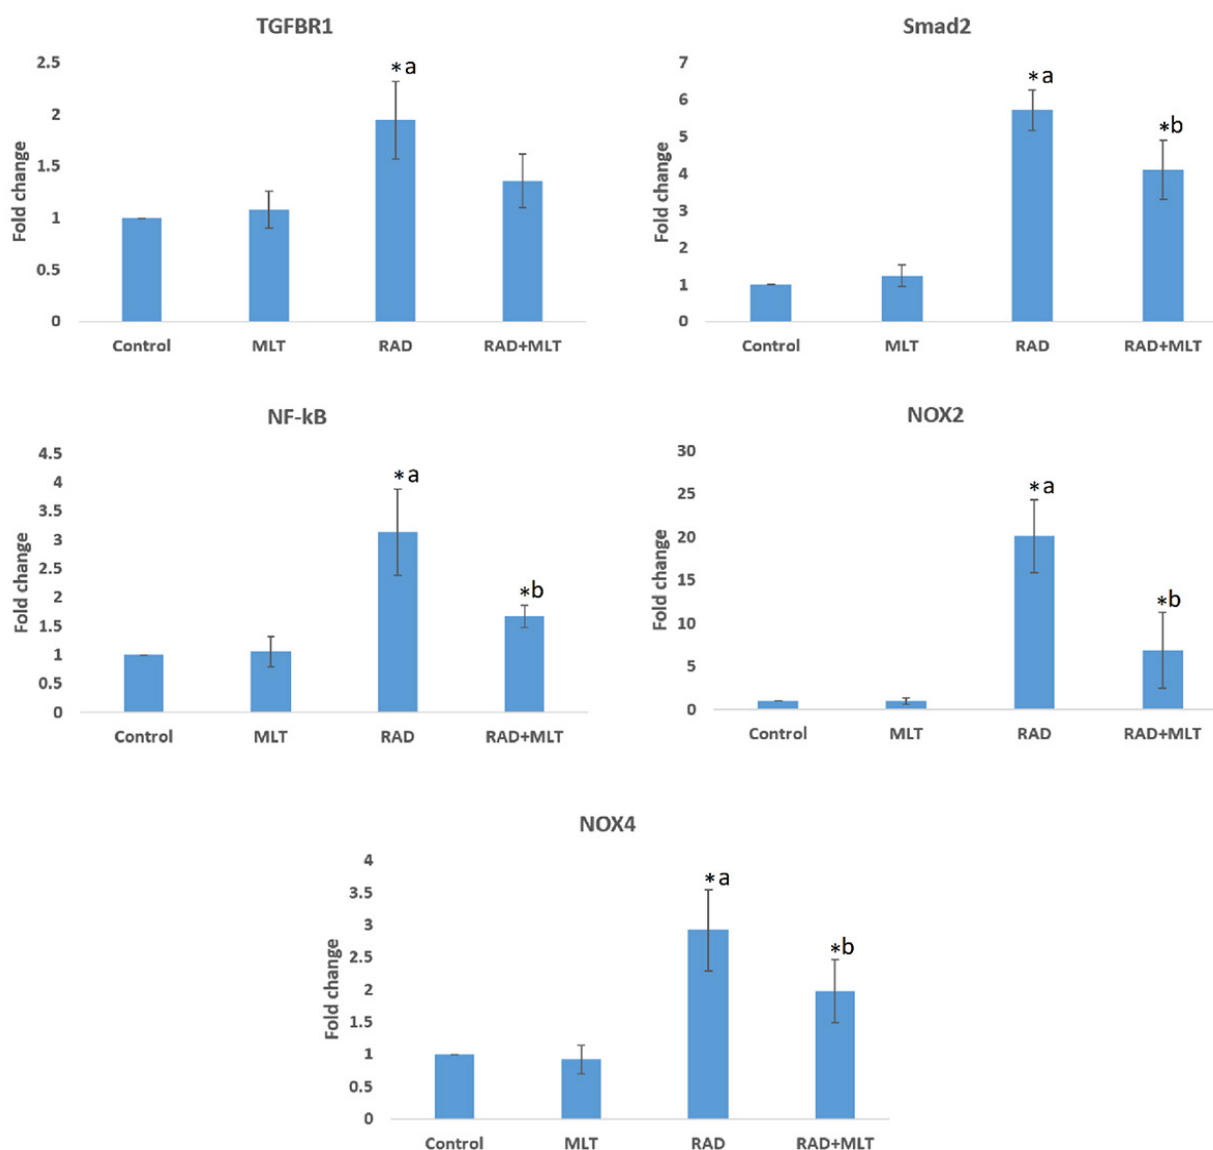 TGFBR1
Fold change
2.5
2
1.5
1
0.5
0
*a
Control MLT RAD RAD+MLT
Smad2
Fold change
7
6
5
4
3
2
1
0
*a
*b
Control MLT RAD RAD+MLT
NF-kB
Fold change
4.5
4
3.5
3
2.5
2
1.5
1
0.5
0
*a
*b
Control MLT RAD RAD+MLT
NOX2
Fold change
30
25
20
15
10
5
0
*a
*b
Control MLT RAD RAD+MLT
NOX4
Fold change
4
3.5
3
2.5
2
1.5
1
0.5
0
*a
*b
Control MLT RAD RAD+MLT